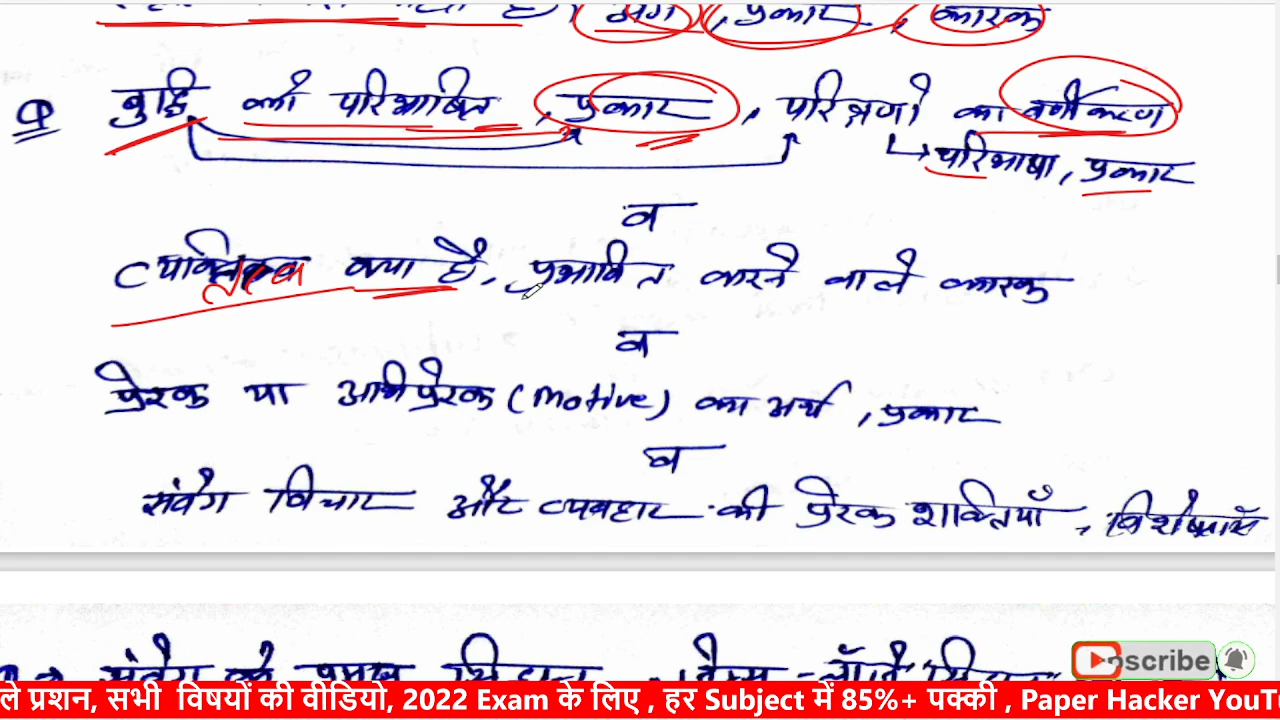 अंग , प्रकार , कारक
Q बुद्धि को परिभाषित , प्रकार , परिक्षणो का वर्गीकरण
परिभाषा, प्रकार
व
व्यक्तित्व क्या है, प्रभावित करने वाले कारक
व
प्रेरक या अभिप्रेरक (Motive) का अर्थ , प्रकार
व
संवेग विचार और व्यवहार की प्रेरक शक्तियाँ , विशेषताएँ
संवेग के
Subscribe
ले प्रशन, सभी विषयों की वीडियो, 2022 Exam के लिए , हर Subject में 85%+ पक्की , Paper Hacker YouT